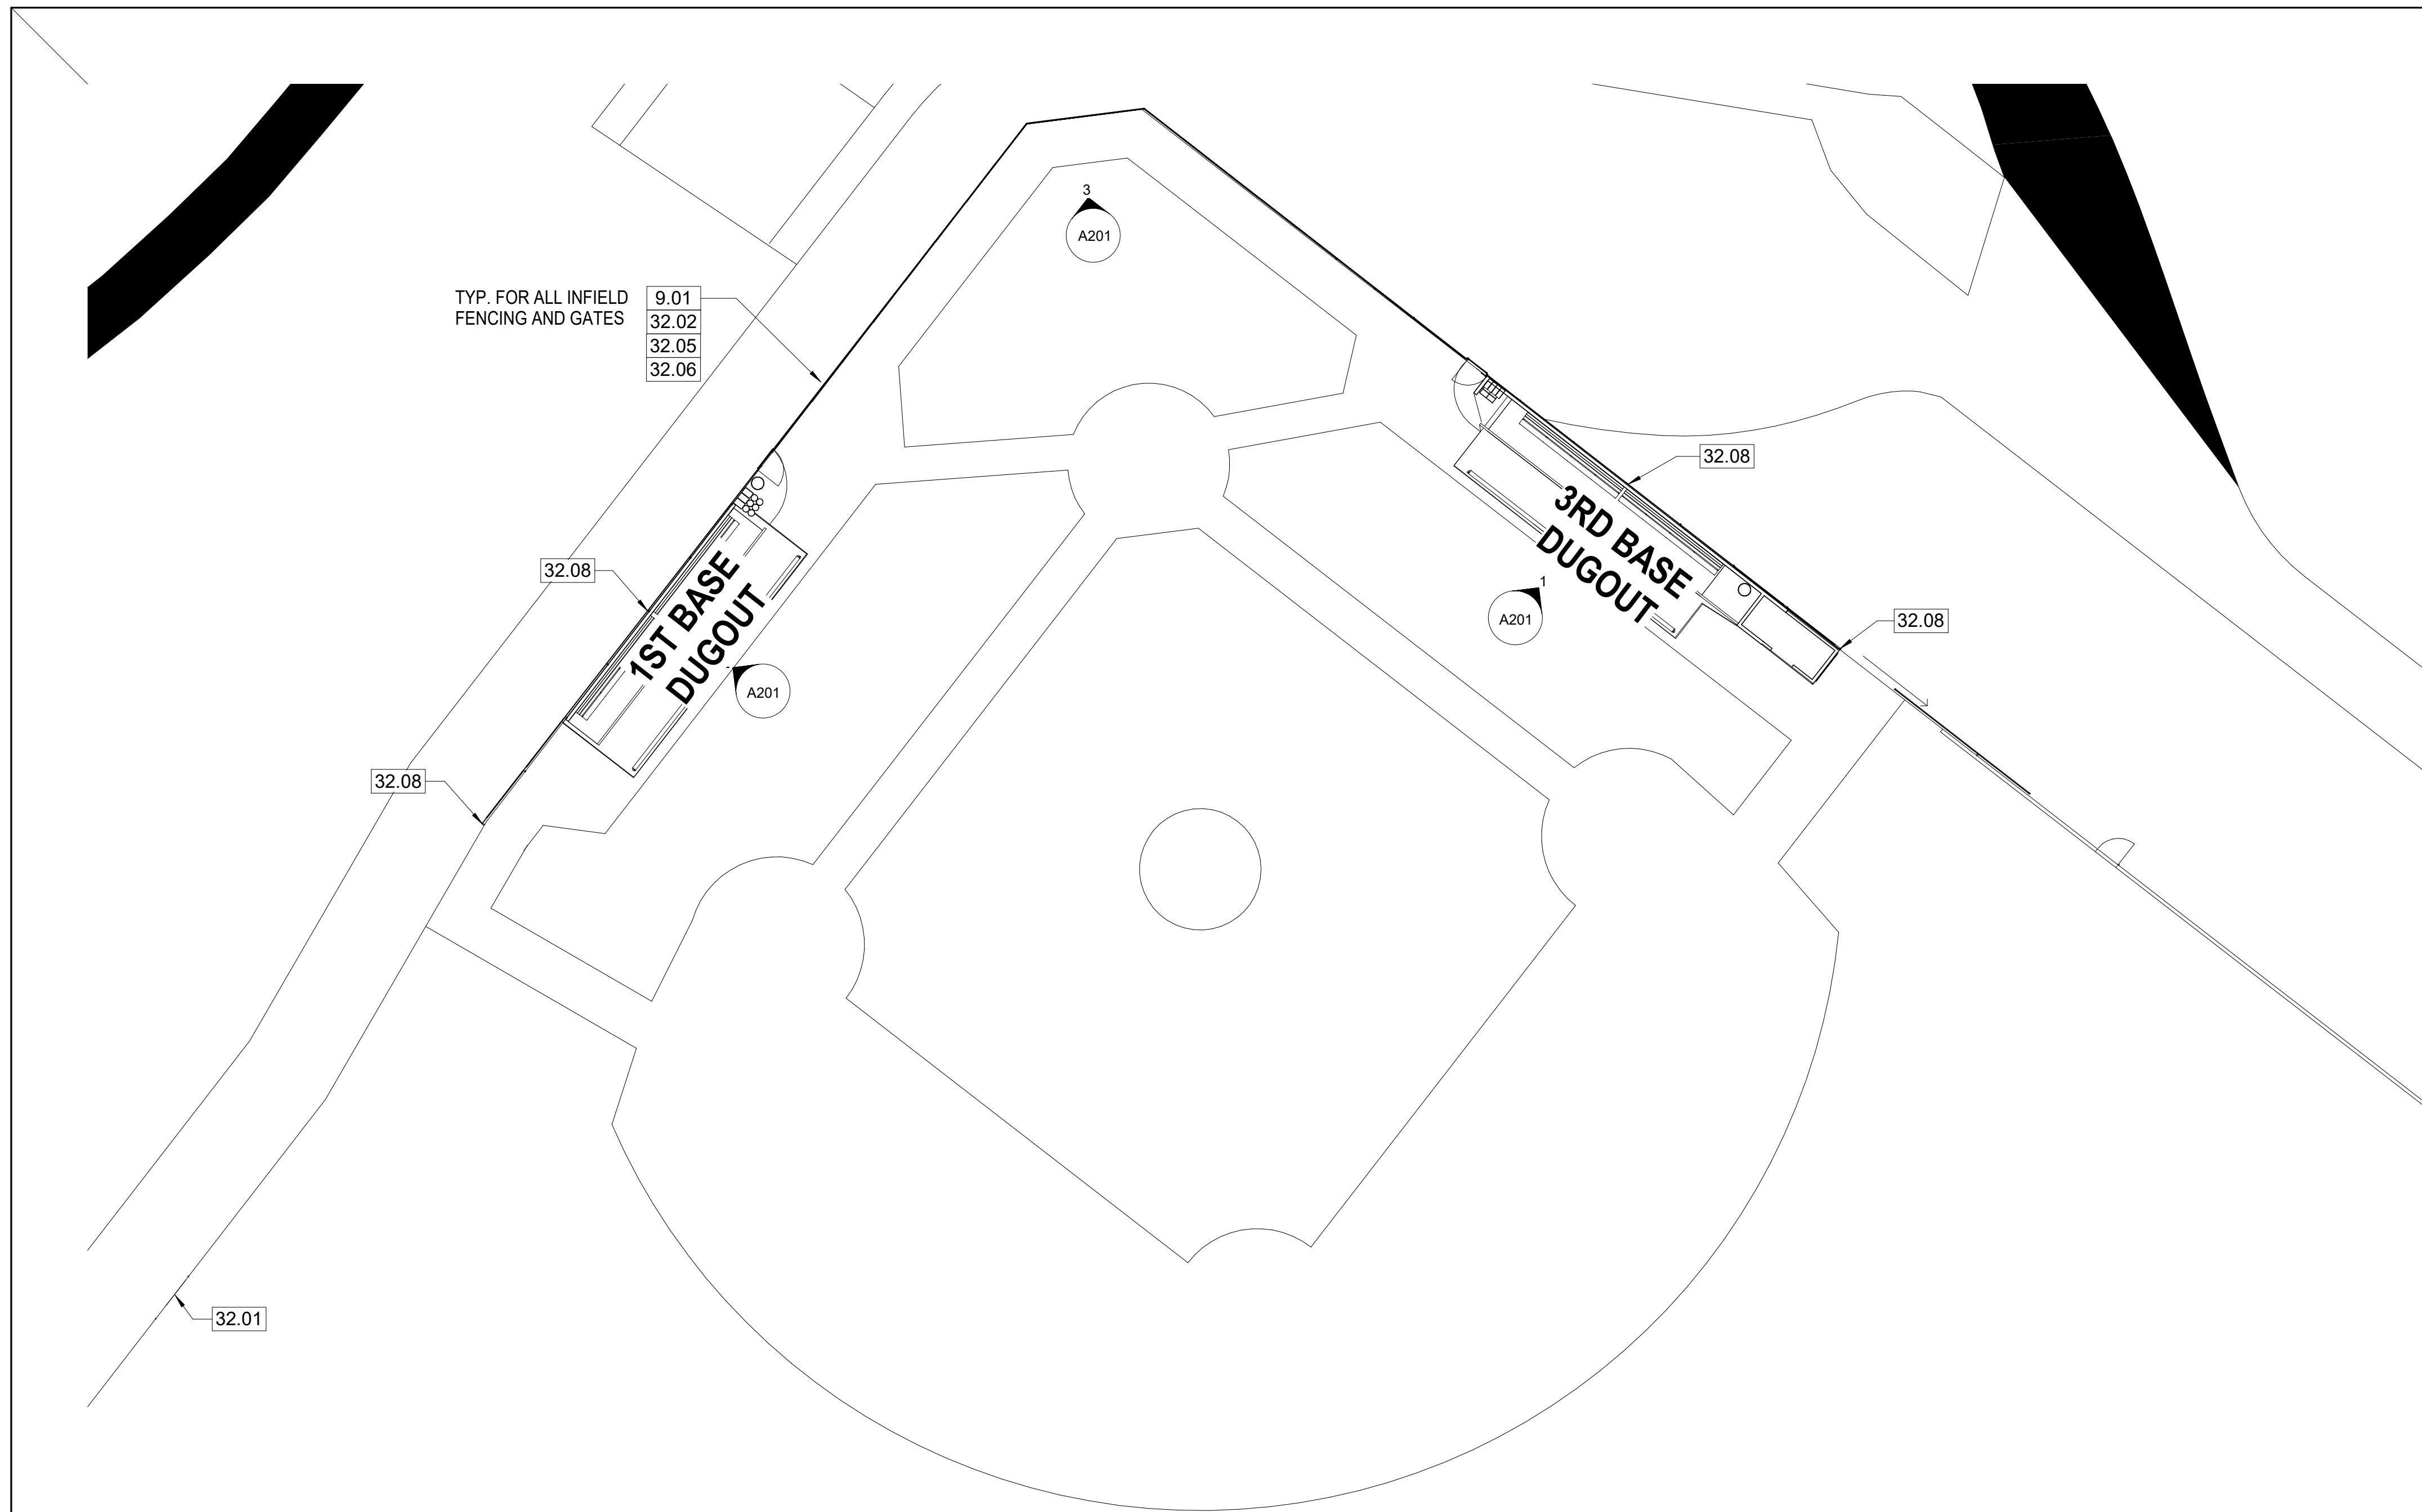 3
A201
TYP. FOR ALL INFIELD
FENCING AND GATES
9.01
32.02
32.05
32.06
32.08
3RD BASE
DUGOUT
32.08
1ST BASE
DUGOUT
1
A201
32.08
-
A201
32.08
32.01